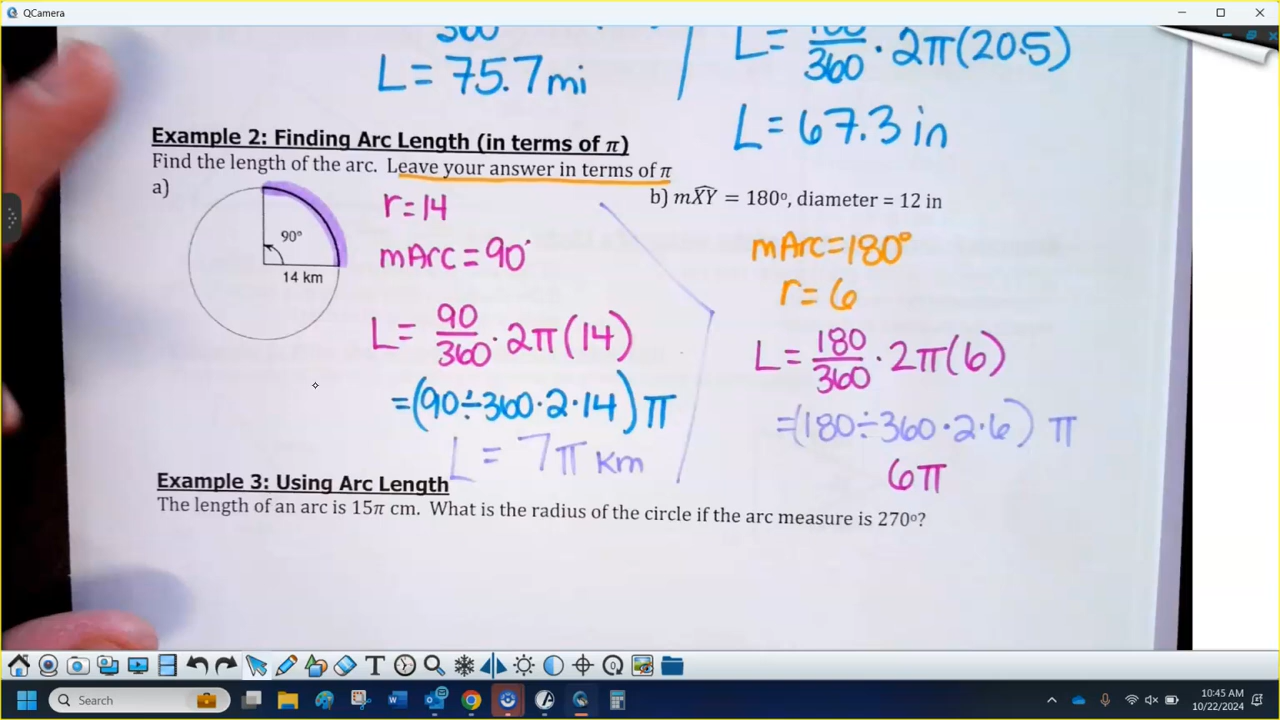 QCamera
360
L= 75.7 mi
L= 160/360 · 2π(20.5)
L= 67.3 in
Example 2: Finding Arc Length (in terms of π)
Find the length of the arc. Leave your answer in terms of π
a)
90°
14 km
r=14
mArc=90°
L= 90/360 · 2π(14)
=(90÷360·2·14)π
L = 7π km
b) mXY = 180°, diameter = 12 in
mArc=180°
r=6
L= 180/360 · 2π(6)
=(180÷360·2·6) π
6π
Example 3: Using Arc Length
The length of an arc is 15π cm. What is the radius of the circle if the arc measure is 270°?
Search
10:45 AM
10/22/2024